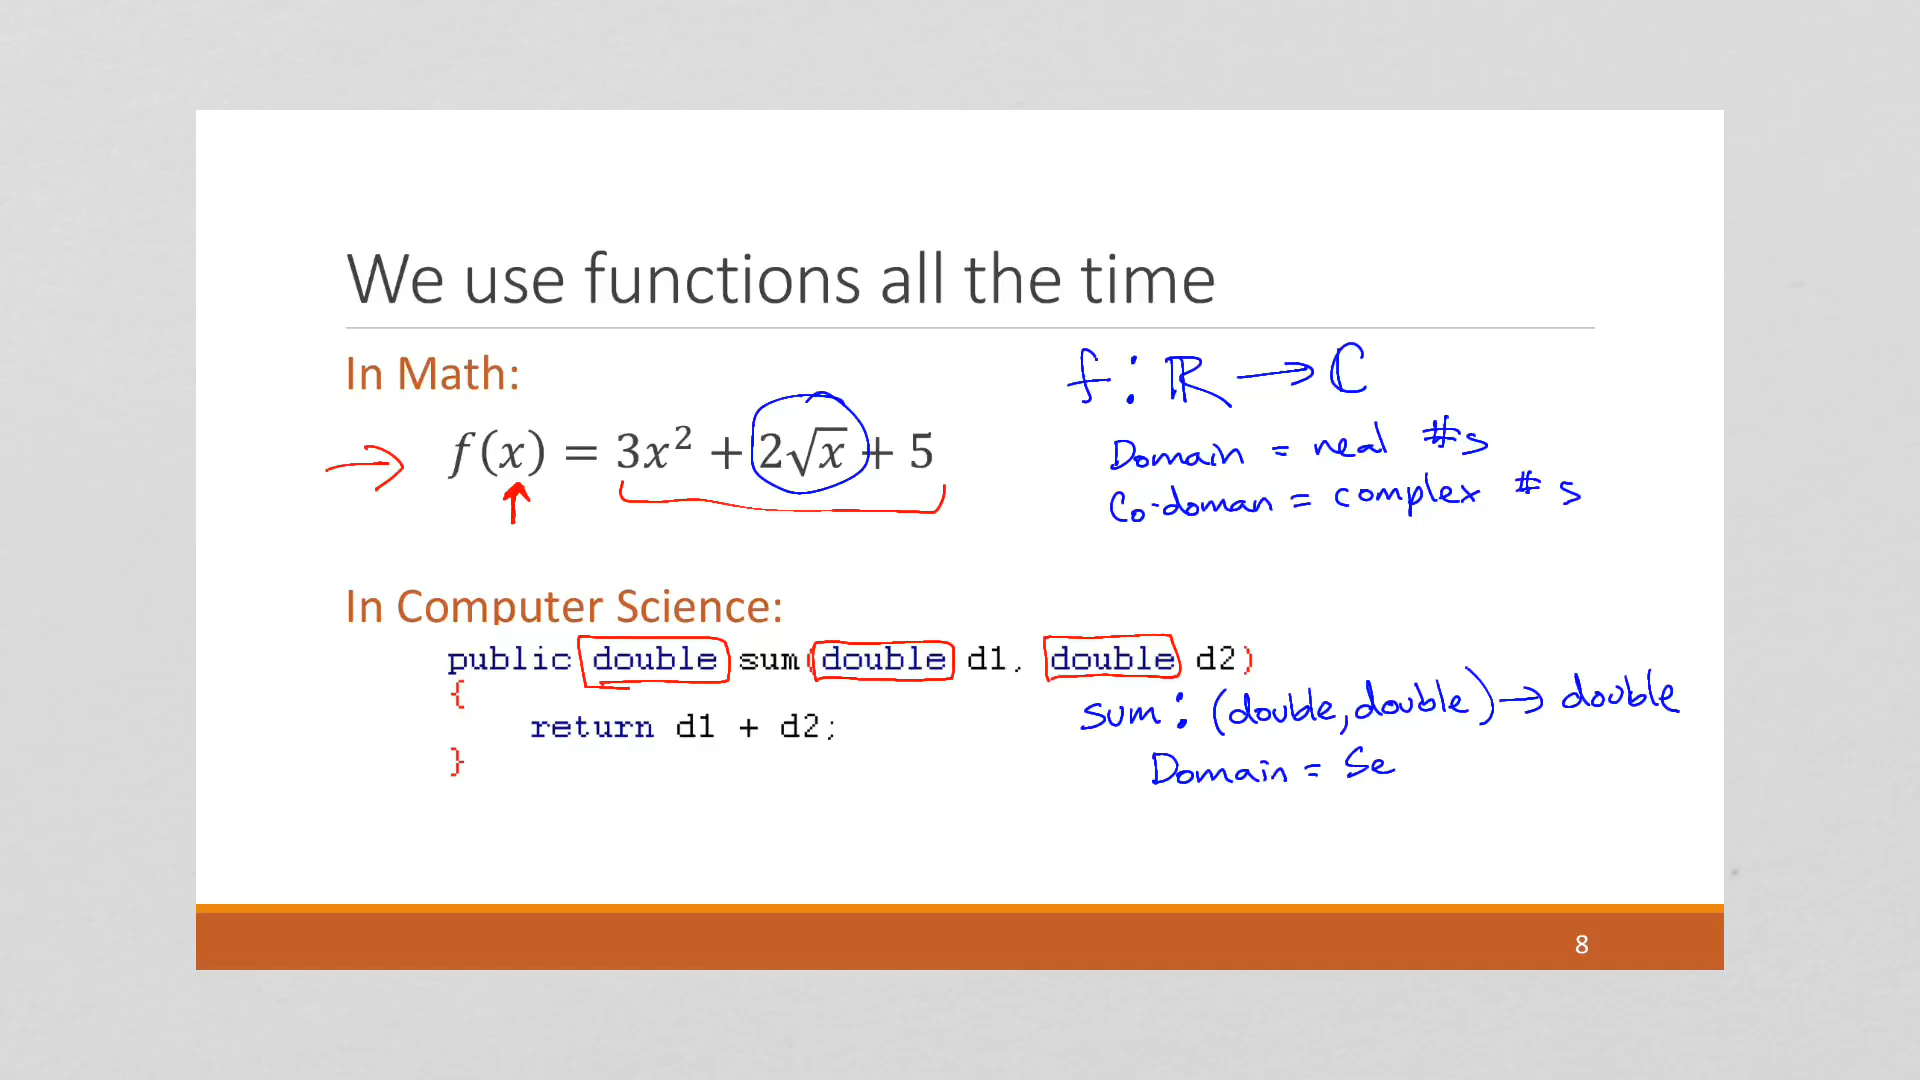 We use functions all the time
In Math:
f : ℝ → ℂ
f(x) = 3x² + 2√x + 5
Domain = real #s
Co-doman = complex #s
In Computer Science:
public double sum(double d1, double d2)
{
return d1 + d2;
}
sum : (double, double) → double
Domain = Se
8